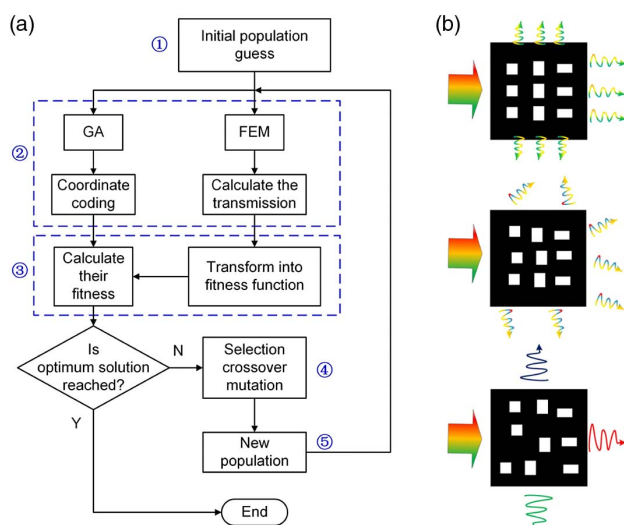 (a)
①
Initial population
guess
②
GA
FEM
Coordinate
coding
Calculate the
transmission
③
Calculate
their
fitness
Transform into
fitness function
Is
optimum solution
reached?
N
Y
Selection
crossover
mutation
④
New
population
⑤
End
(b)